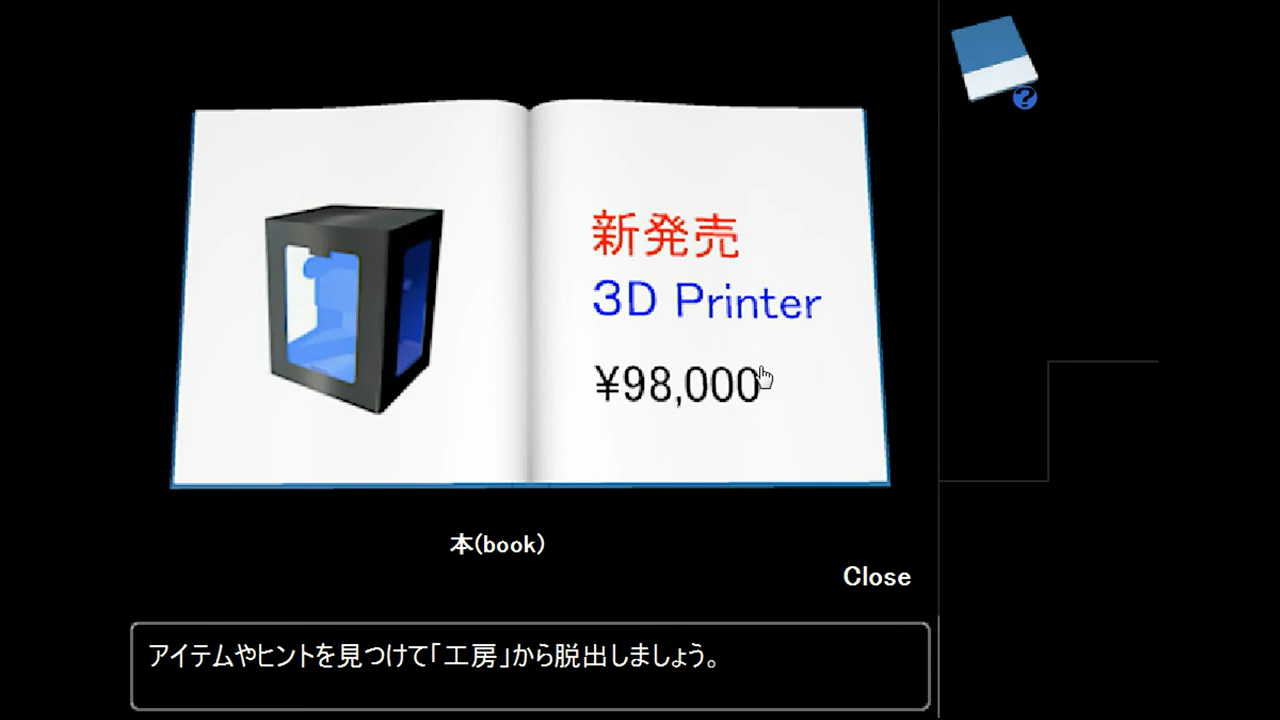 新発売
3D Printer
¥98,000
本(book)
Close
アイテムやヒントを見つけて「工房」から脱出しましょう。
?